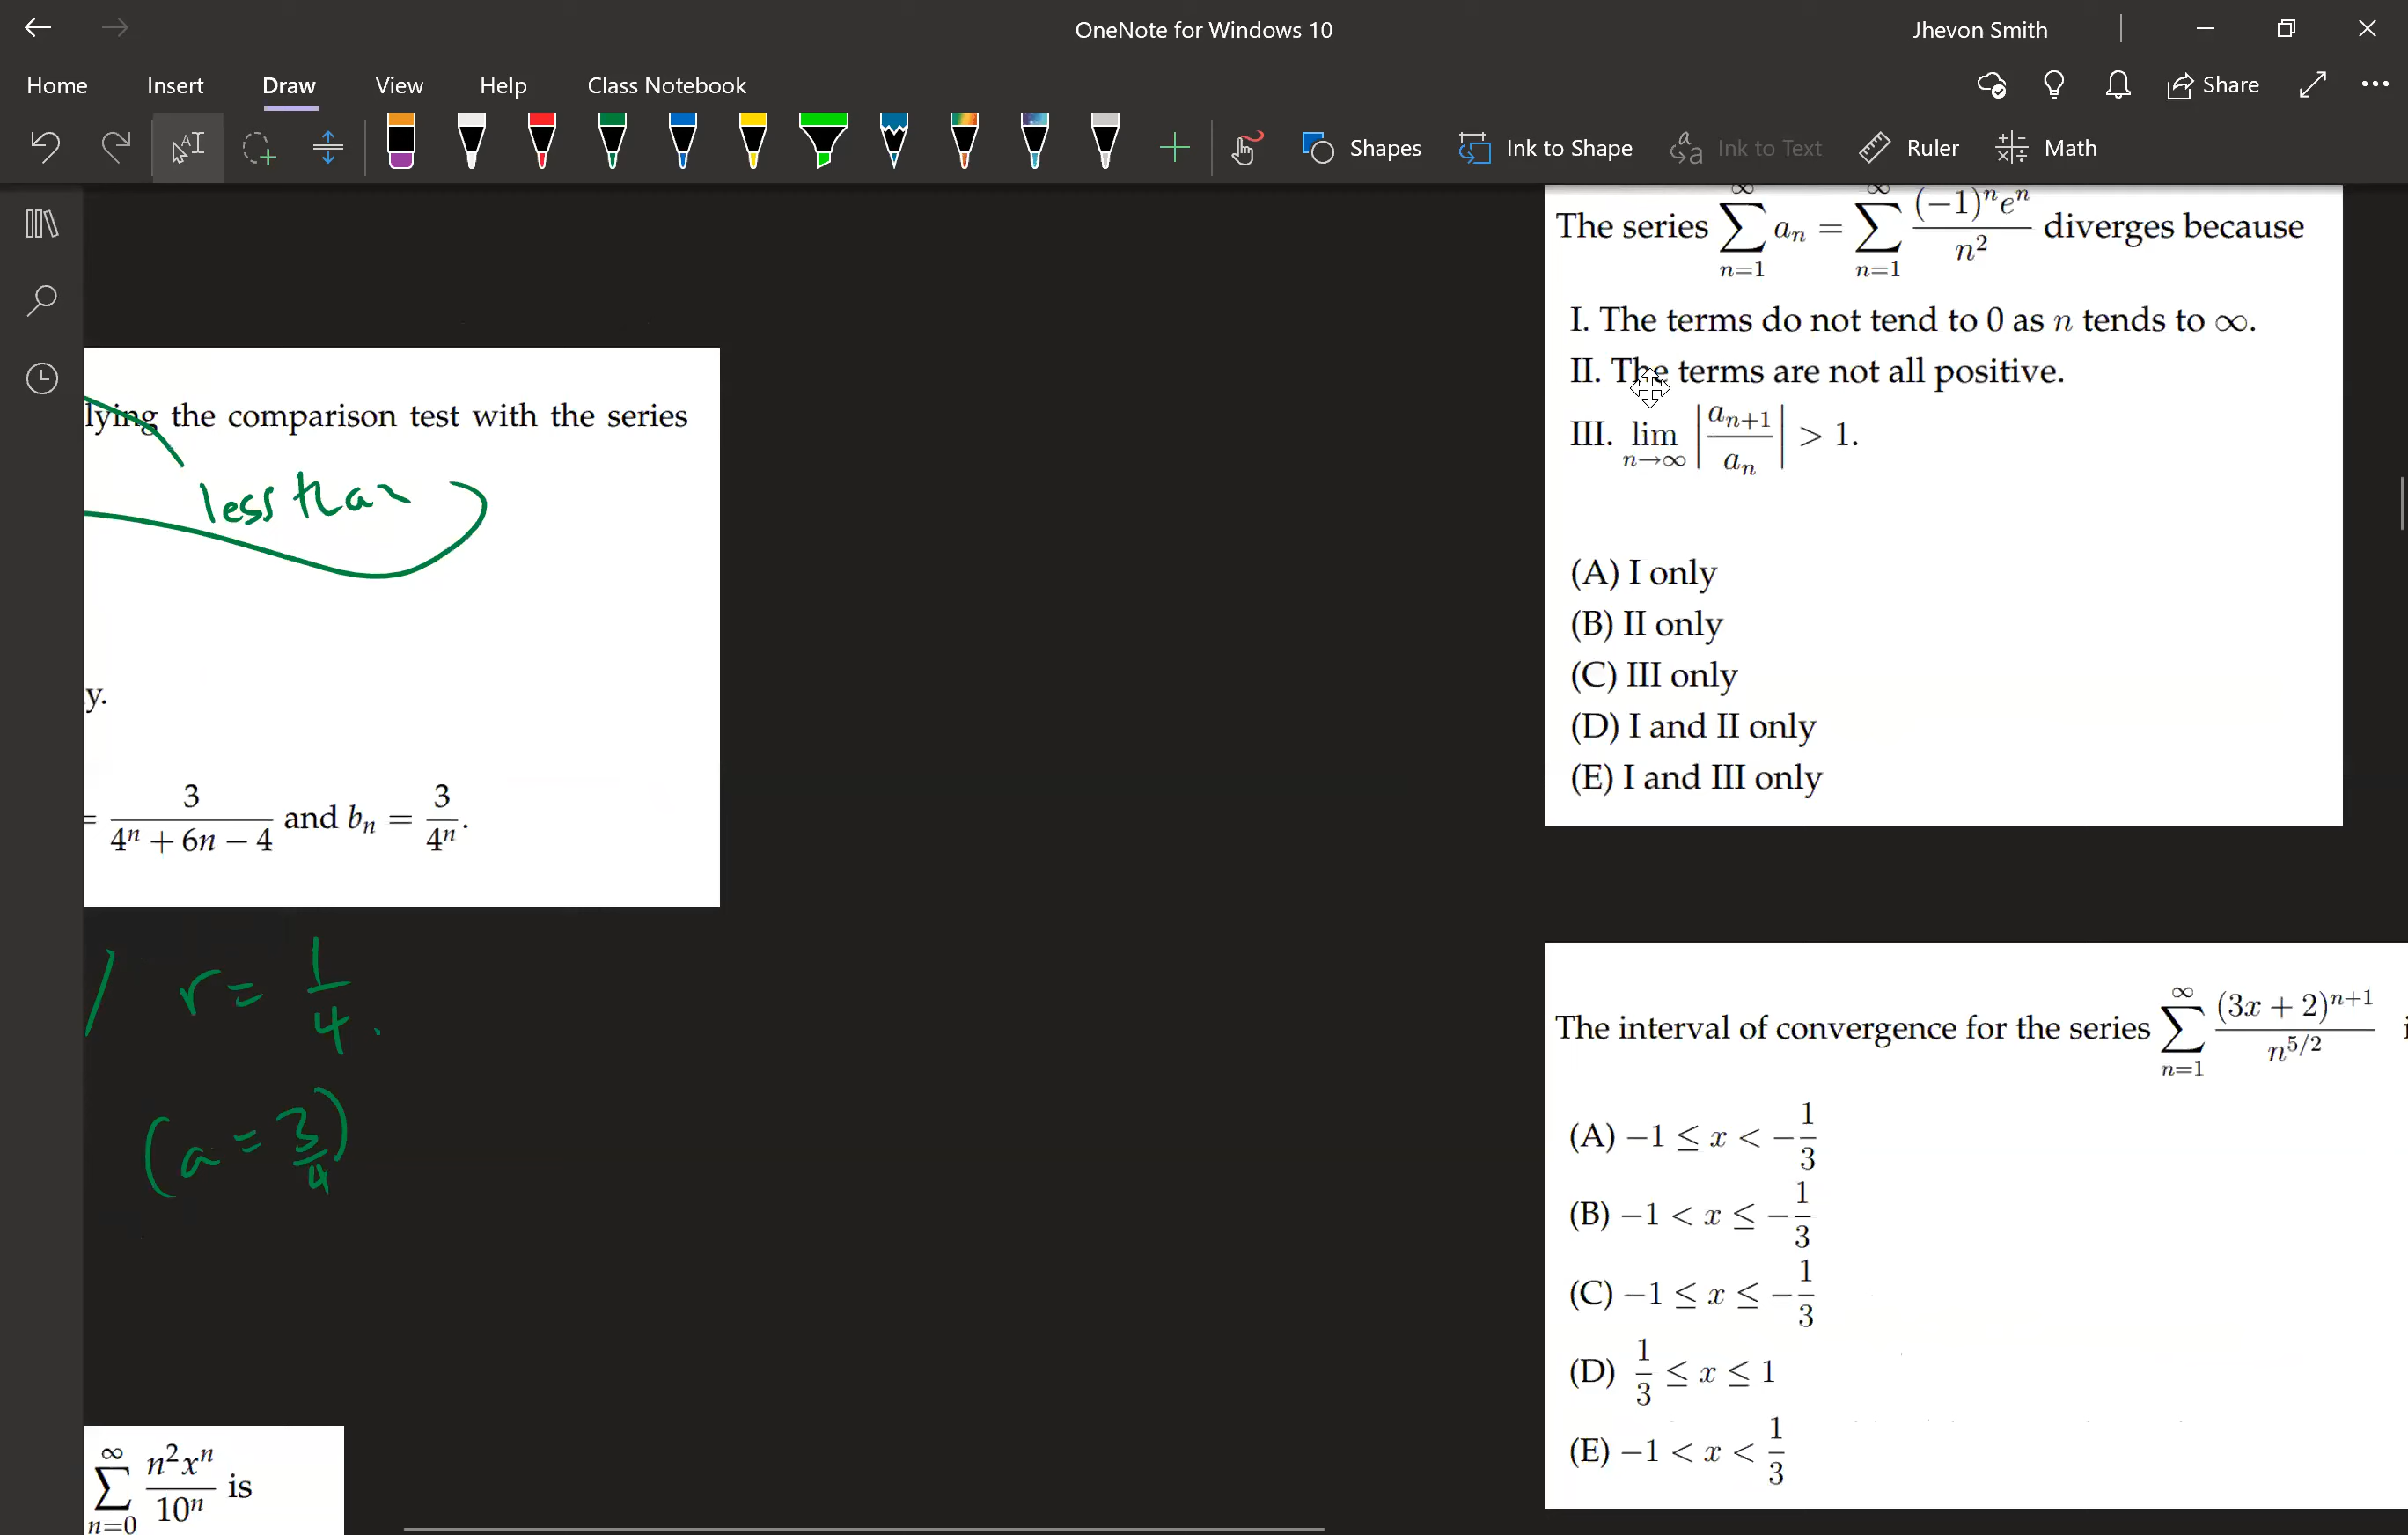 OneNote for Windows 10
Jhevon Smith
Home Insert Draw View Help Class Notebook
Share
Shapes Ink to Shape Ink to Text Ruler Math
lying the comparison test with the series
less than
y.
= 3/(4^n + 6n − 4) and b_n = 3/4^n.
r = 1/4.
(a = 3/4)
∑_{n=0}^{∞} n^2x^n/10^n is
The series ∑_{n=1}^{∞} a_n = ∑_{n=1}^{∞} (−1)^n e^n/n^2 diverges because
I. The terms do not tend to 0 as n tends to ∞.
II. The terms are not all positive.
III. lim_{n→∞} |a_{n+1}/a_n| > 1.
(A) I only
(B) II only
(C) III only
(D) I and II only
(E) I and III only
The interval of convergence for the series ∑_{n=1}^{∞} (3x + 2)^{n+1}/n^{5/2} i
(A) −1 ≤ x < −1/3
(B) −1 < x ≤ −1/3
(C) −1 ≤ x ≤ −1/3
(D) 1/3 ≤ x ≤ 1
(E) −1 < x < 1/3